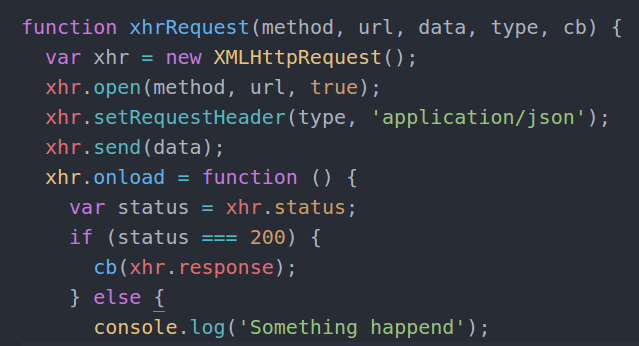 function xhrRequest(method, url, data, type, cb) {
  var xhr = new XMLHttpRequest();
  xhr.open(method, url, true);
  xhr.setRequestHeader(type, 'application/json');
  xhr.send(data);
  xhr.onload = function () {
    var status = xhr.status;
    if (status === 200) {
      cb(xhr.response);
    } else {
      console.log('Something happend');